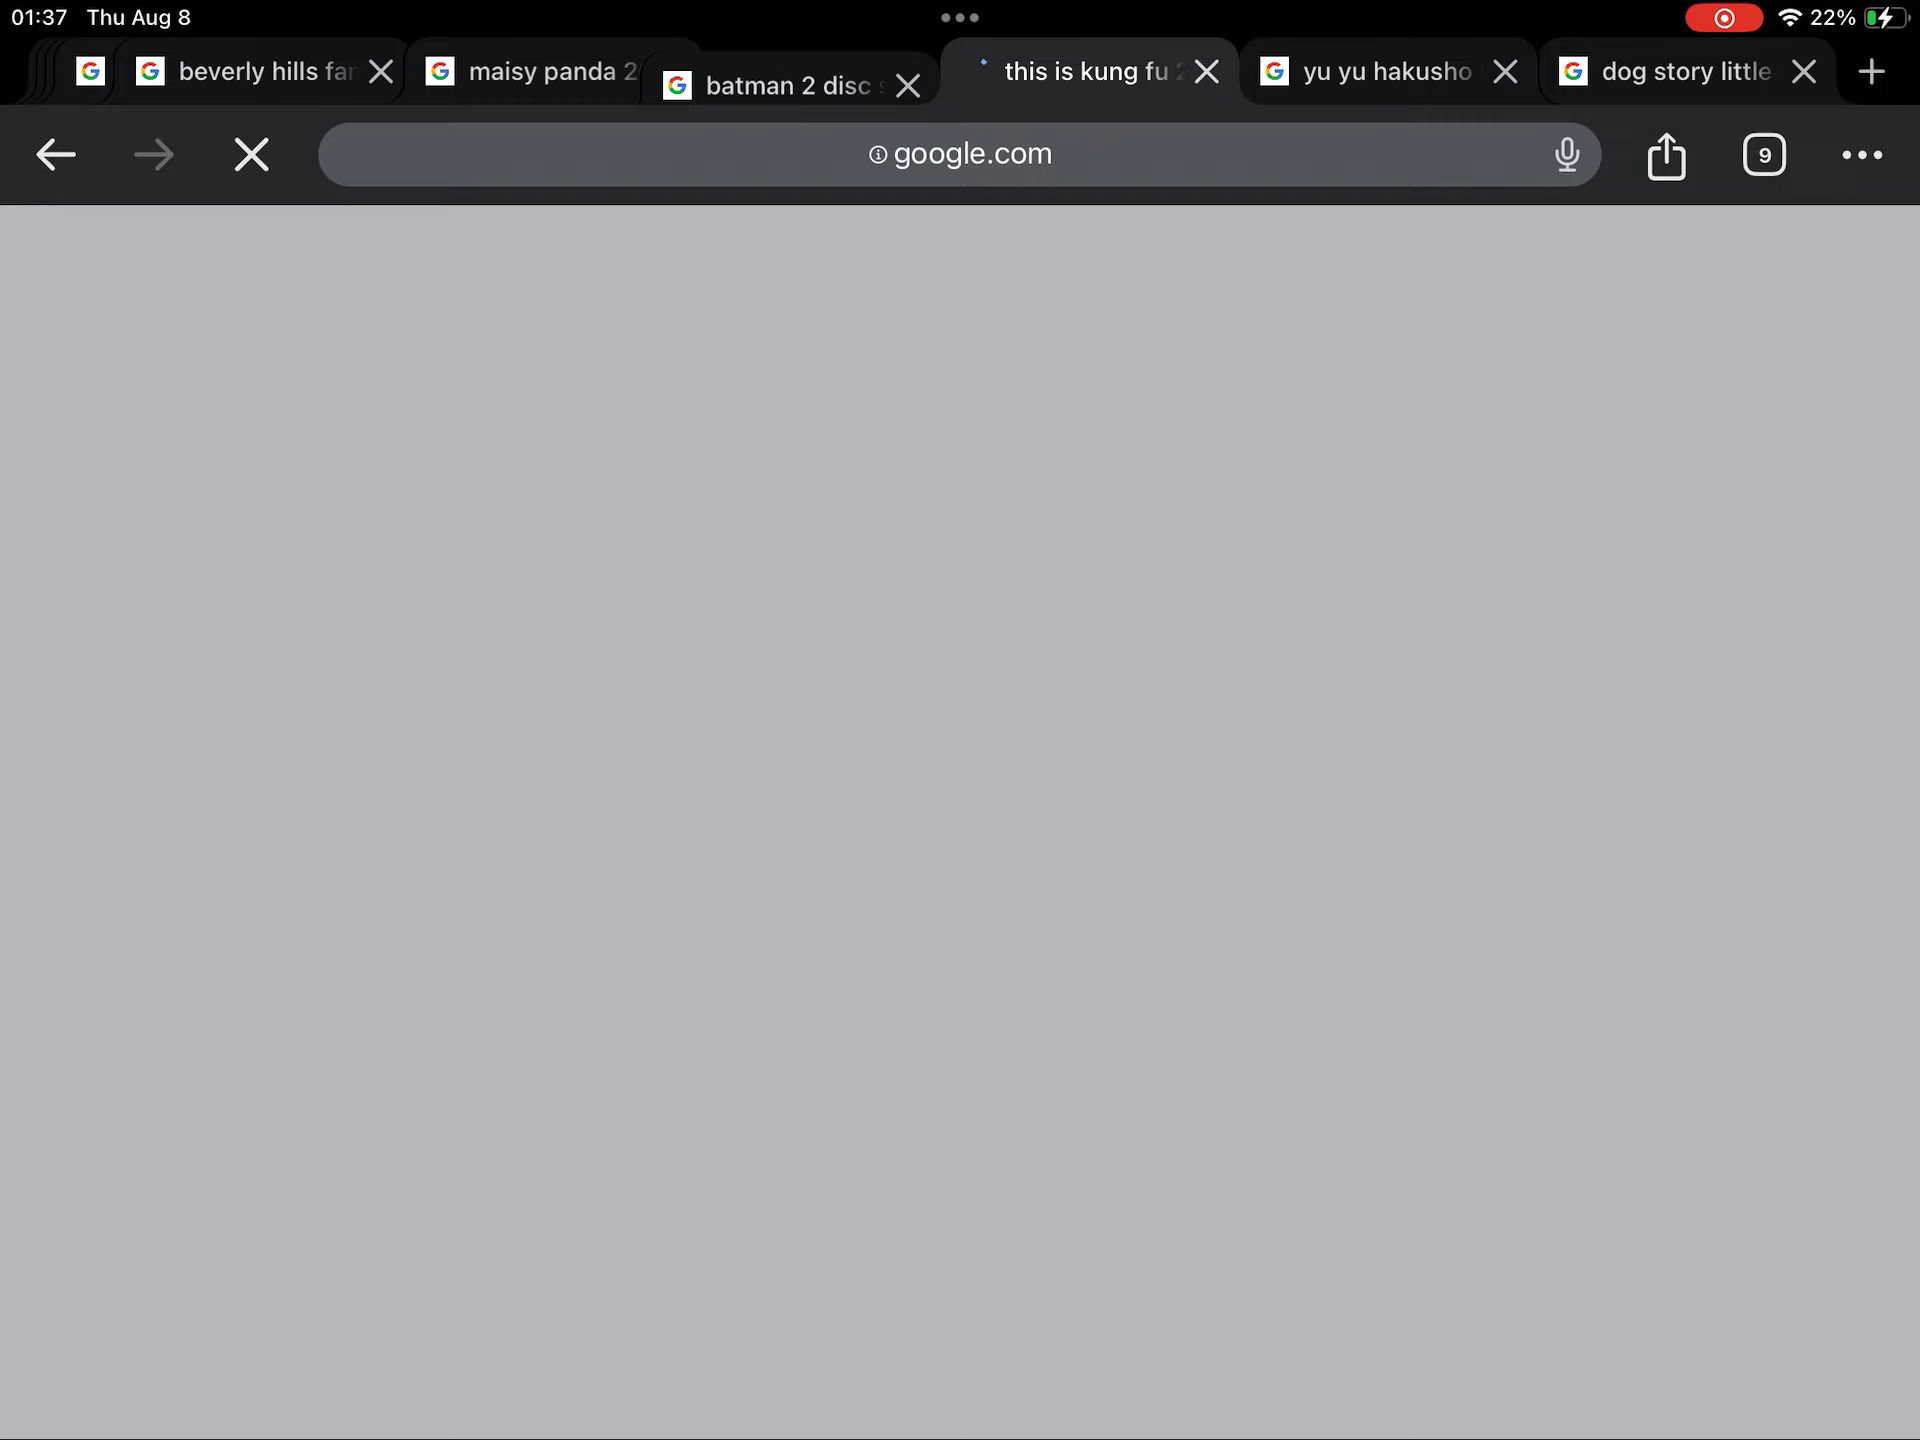 01:37 Thu Aug 8 22%
beverly hills far maisy panda 2 batman 2 disc this is kung fu 2 yu yu hakusho dog story little
google.com 9